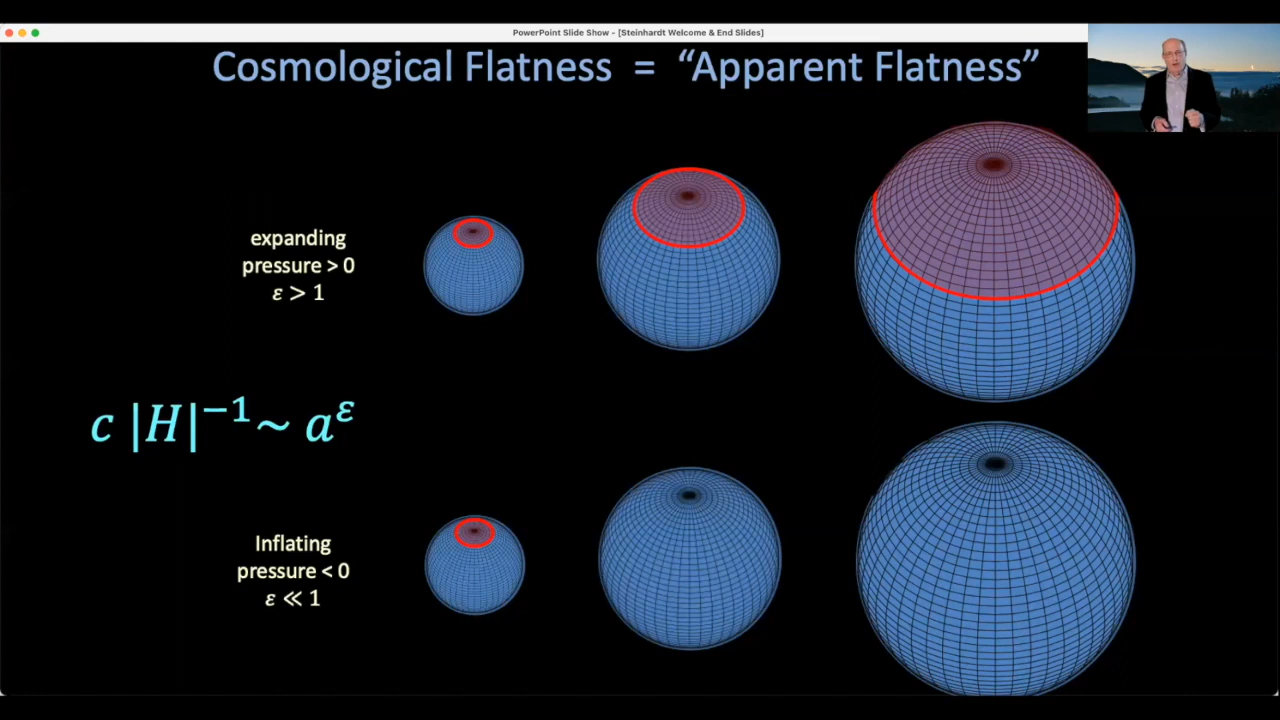 PowerPoint Slide Show - [Steinhardt Welcome & End Slides]
Cosmological Flatness = “Apparent Flatness”
expanding
pressure > 0
ε > 1
c |H|⁻¹~ a^ε
Inflating
pressure < 0
ε ≪ 1